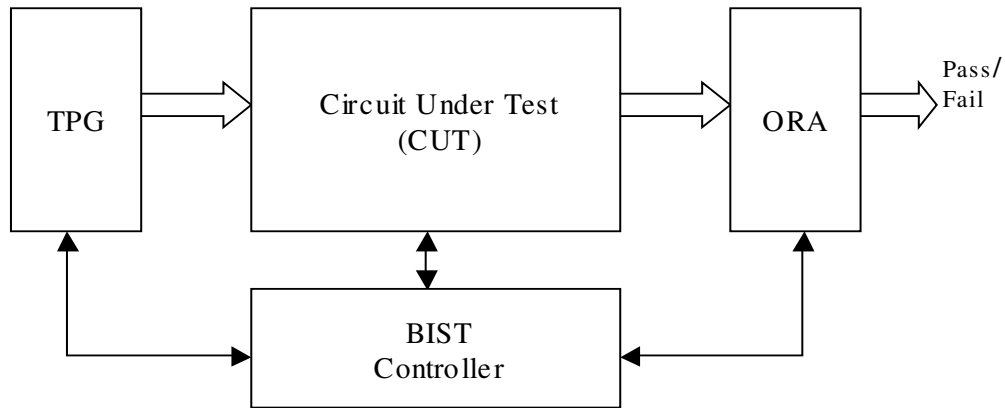 TPG
Circuit Under Test
(CUT)
ORA
Pass/
Fail
BIST
Controller